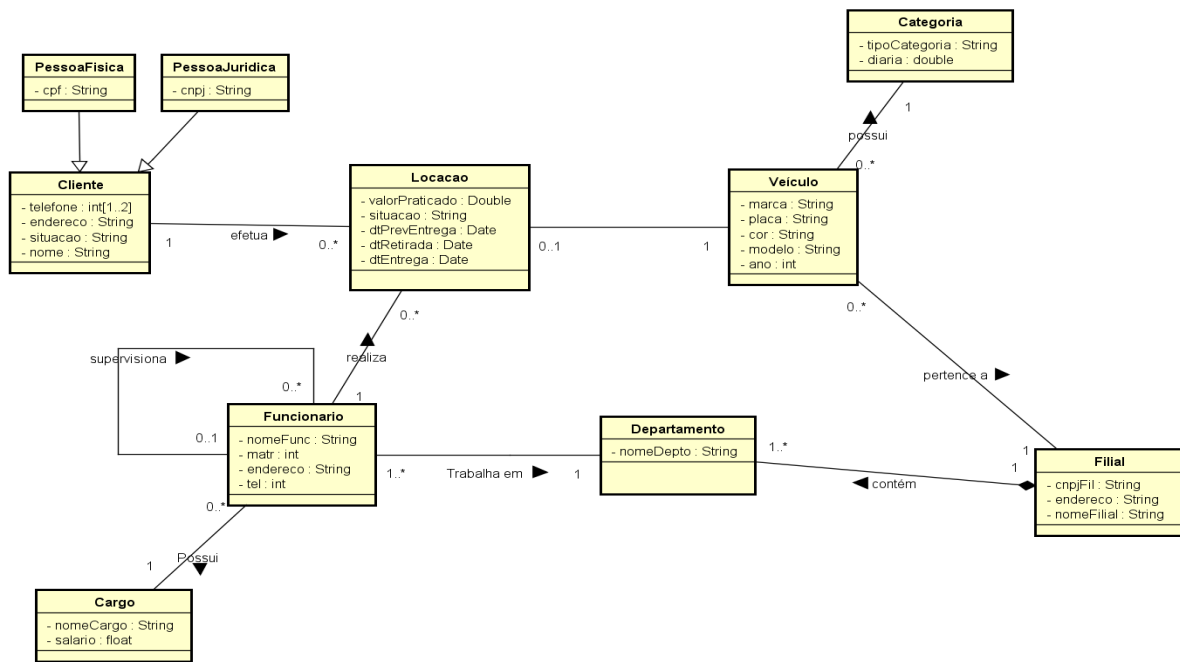 Categoria
- tipoCategoria : String
- diaria : double
1
possui
0..*
PessoaFisica
- cpf : String
PessoaJuridica
- cnpj : String
Cliente
- telefone : int[1..2]
- endereco : String
- situacao : String
- nome : String
1
efetua
0..*
Locacao
- valorPraticado : Double
- situacao : String
- dtPrevEntrega : Date
- dtRetirada : Date
- dtEntrega : Date
0..1
1
Veículo
- marca : String
- placa : String
- cor : String
- modelo : String
- ano : int
0..*
pertence a
1
0..*
realiza
1
supervisiona
0..*
0..1
Funcionario
- nomeFunc : String
- matr : int
- endereco : String
- tel : int
1..*
Trabalha em
1
Departamento
- nomeDepto : String
1..*
contém
1
Filial
- cnpjFil : String
- endereco : String
- nomeFilial : String
0..*
Possui
1
Cargo
- nomeCargo : String
- salario : float